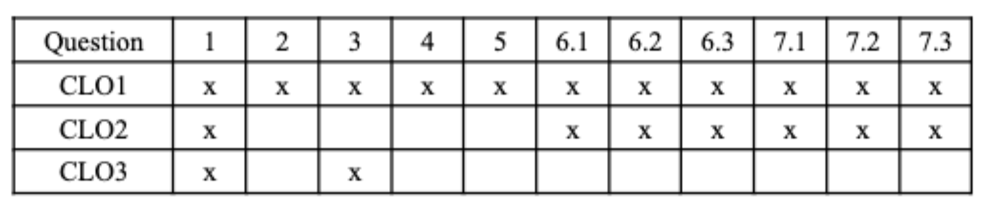 Question 1 2 3 4 5 6.1 6.2 6.3 7.1 7.2 7.3
CLO1 x x x x x x x x x x x
CLO2 x x x x x x x
CLO3 x x